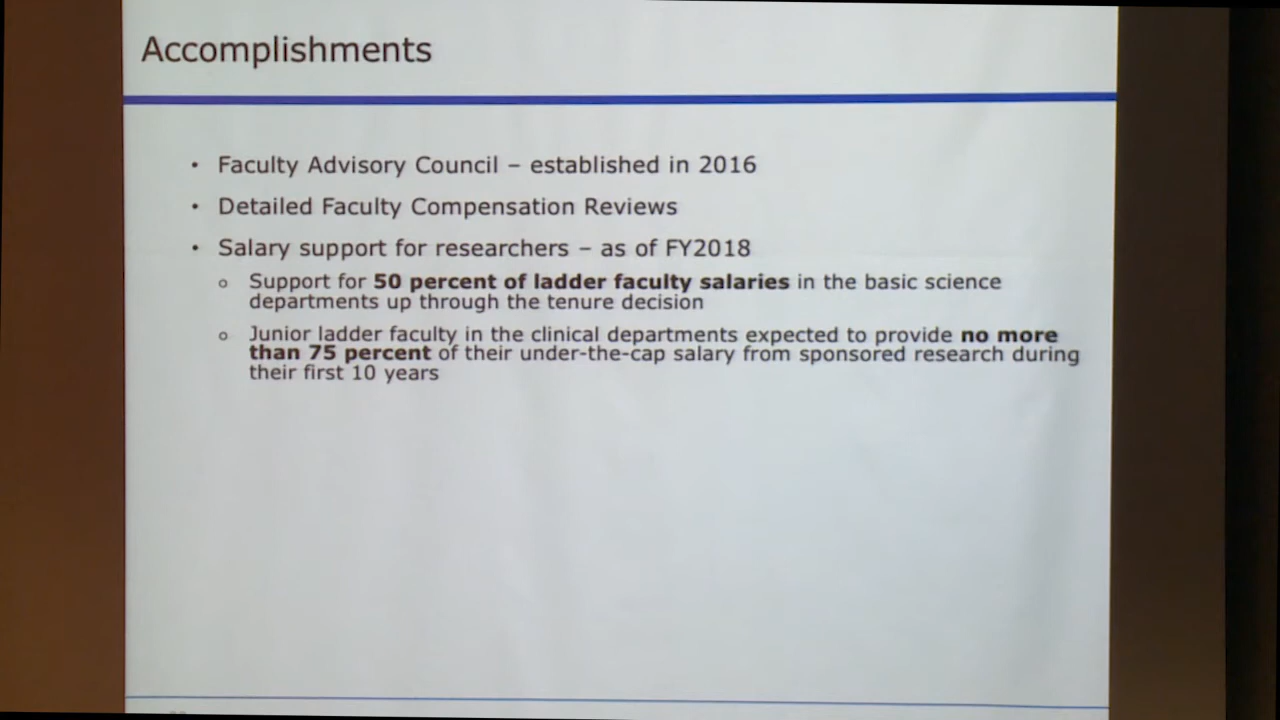 Accomplishments
• Faculty Advisory Council – established in 2016
• Detailed Faculty Compensation Reviews
• Salary support for researchers – as of FY2018
o Support for 50 percent of ladder faculty salaries in the basic science
departments up through the tenure decision
o Junior ladder faculty in the clinical departments expected to provide no more
than 75 percent of their under-the-cap salary from sponsored research during
their first 10 years